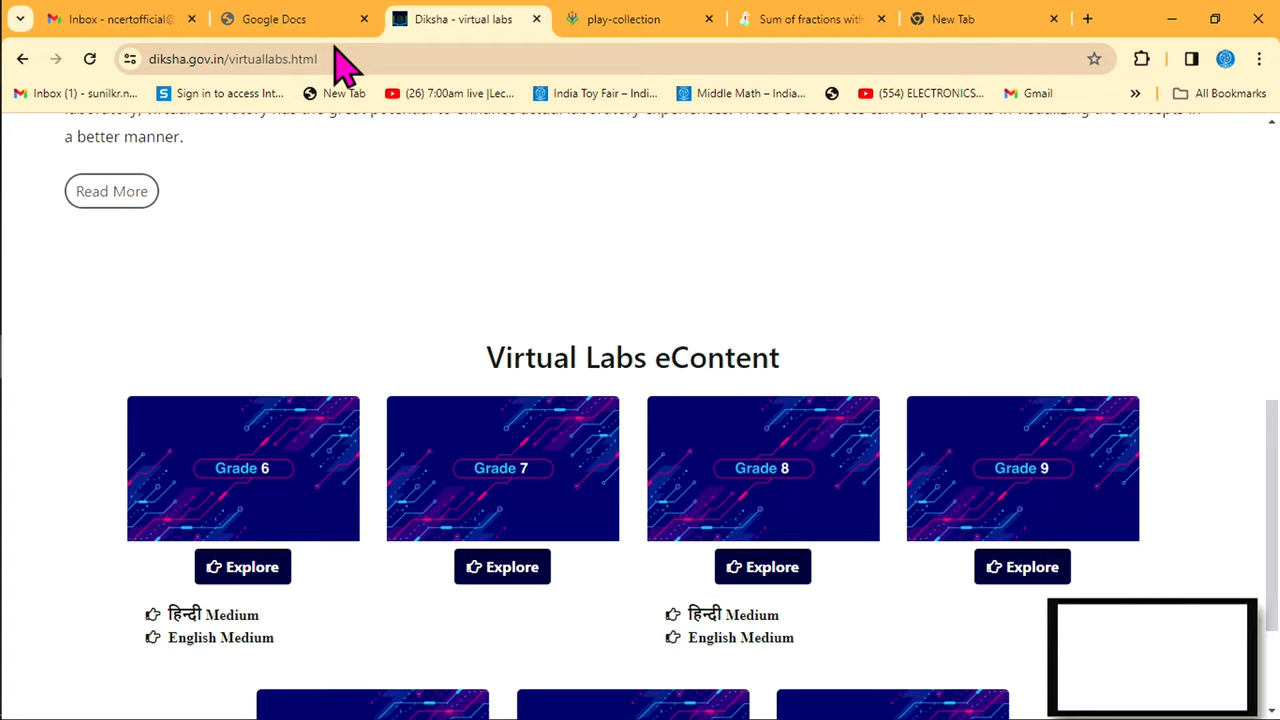 Inbox - ncertofficial@
Google Docs
Diksha - virtual labs
play-collection
Sum of fractions with
New Tab
diksha.gov.in/virtuallabs.html
Inbox (1) - sunilkr.n...
Sign in to access Int...
New Tab
(26) 7:00am live |Lec...
India Toy Fair – Indi...
Middle Math – India...
(554) ELECTRONICS...
Gmail
All Bookmarks
laboratory, virtual laboratory has the great potential to enhance actual laboratory experiences. These e resources can help students in visualizing the concepts in
a better manner.
Read More
Virtual Labs eContent
Grade 6
Grade 7
Grade 8
Grade 9
Explore
Explore
Explore
Explore
हिन्दी Medium
English Medium
हिन्दी Medium
English Medium